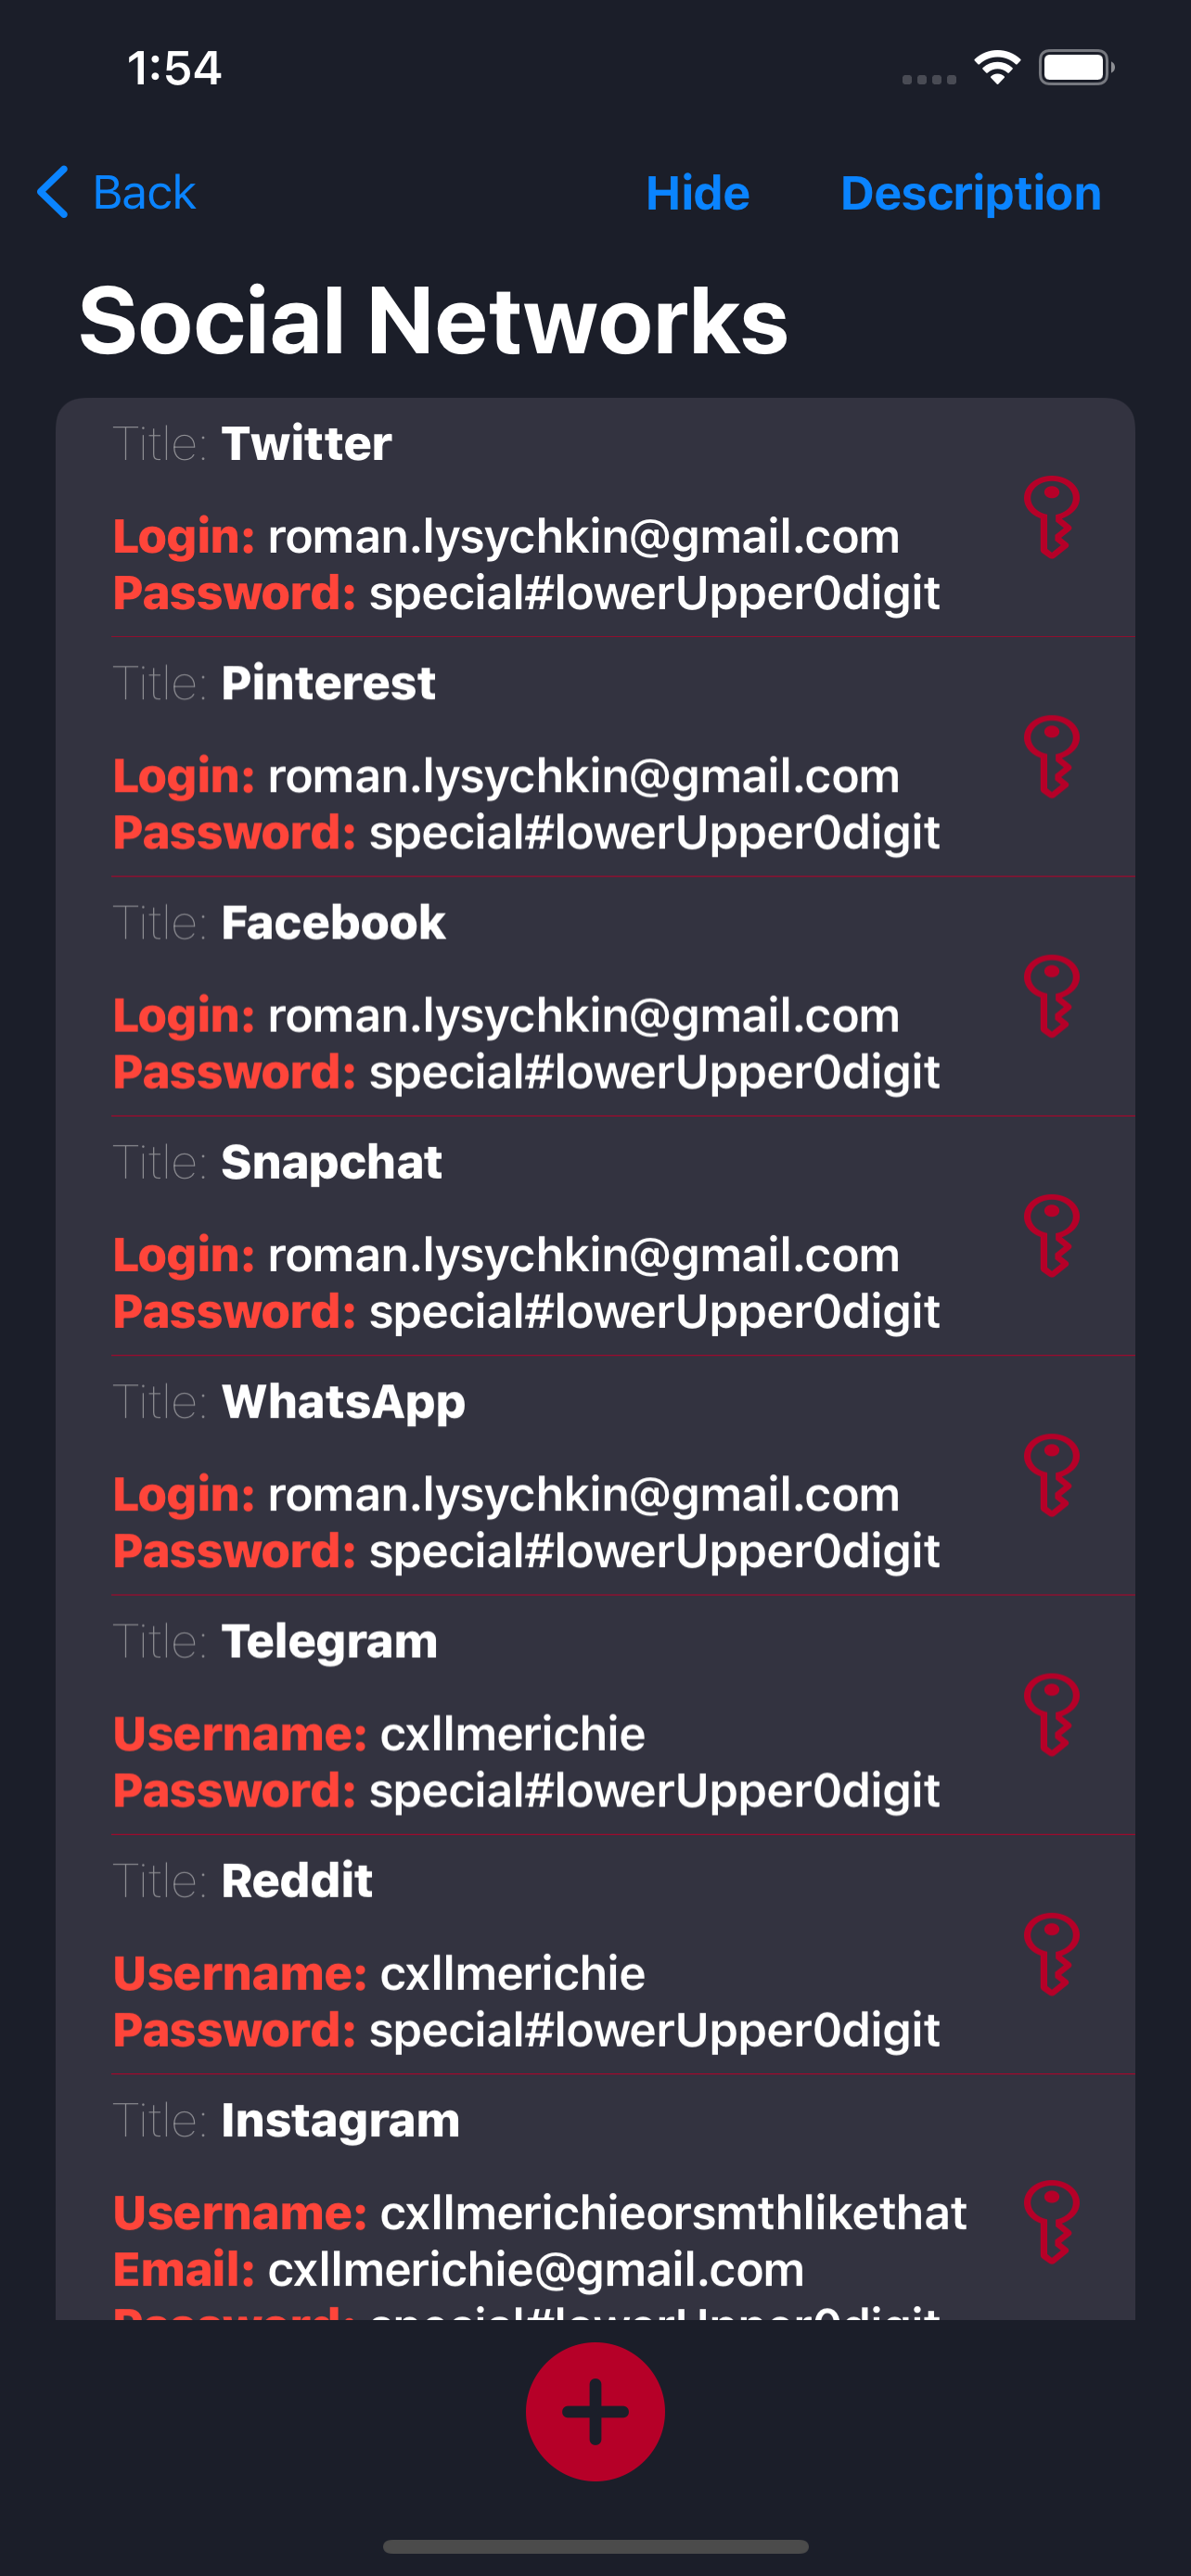 1:54
Back Hide Description
Social Networks
Title: Twitter
Login: roman.lysychkin@gmail.com
Password: special#lowerUpper0digit
Title: Pinterest
Login: roman.lysychkin@gmail.com
Password: special#lowerUpper0digit
Title: Facebook
Login: roman.lysychkin@gmail.com
Password: special#lowerUpper0digit
Title: Snapchat
Login: roman.lysychkin@gmail.com
Password: special#lowerUpper0digit
Title: WhatsApp
Login: roman.lysychkin@gmail.com
Password: special#lowerUpper0digit
Title: Telegram
Username: cxllmerichie
Password: special#lowerUpper0digit
Title: Reddit
Username: cxllmerichie
Password: special#lowerUpper0digit
Title: Instagram
Username: cxllmerichieorsmthlikethat
Email: cxllmerichie@gmail.com
Password: special#lowerUpper0digit